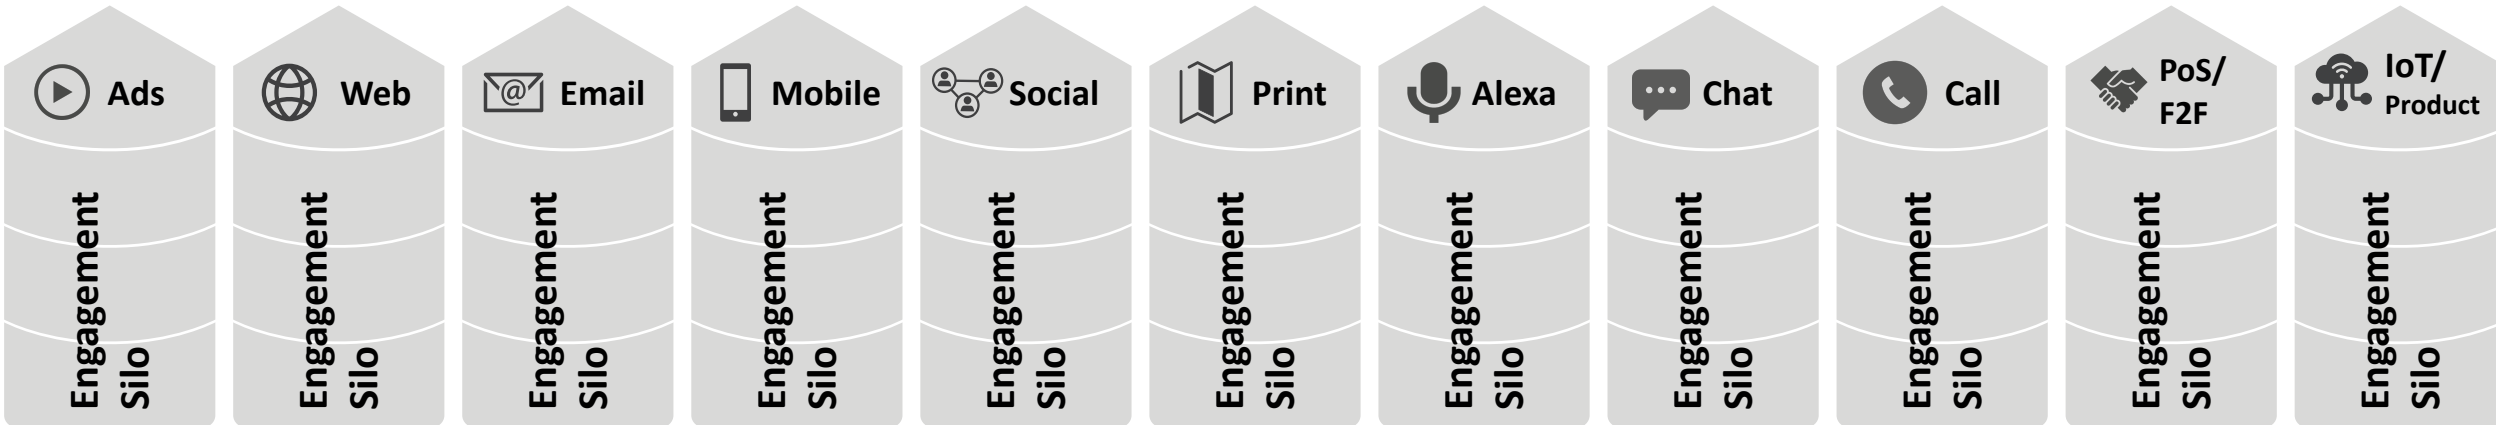 Ads
Engagement
Silo
Web
Engagement
Silo
@
Email
Engagement
Silo
Mobile
Engagement
Silo
Social
Engagement
Silo
Print
Engagement
Silo
Alexa
Engagement
Silo
Chat
Engagement
Silo
Call
Engagement
Silo
PoS/
F2F
Engagement
Silo
IoT/
Product
Engagement
Silo